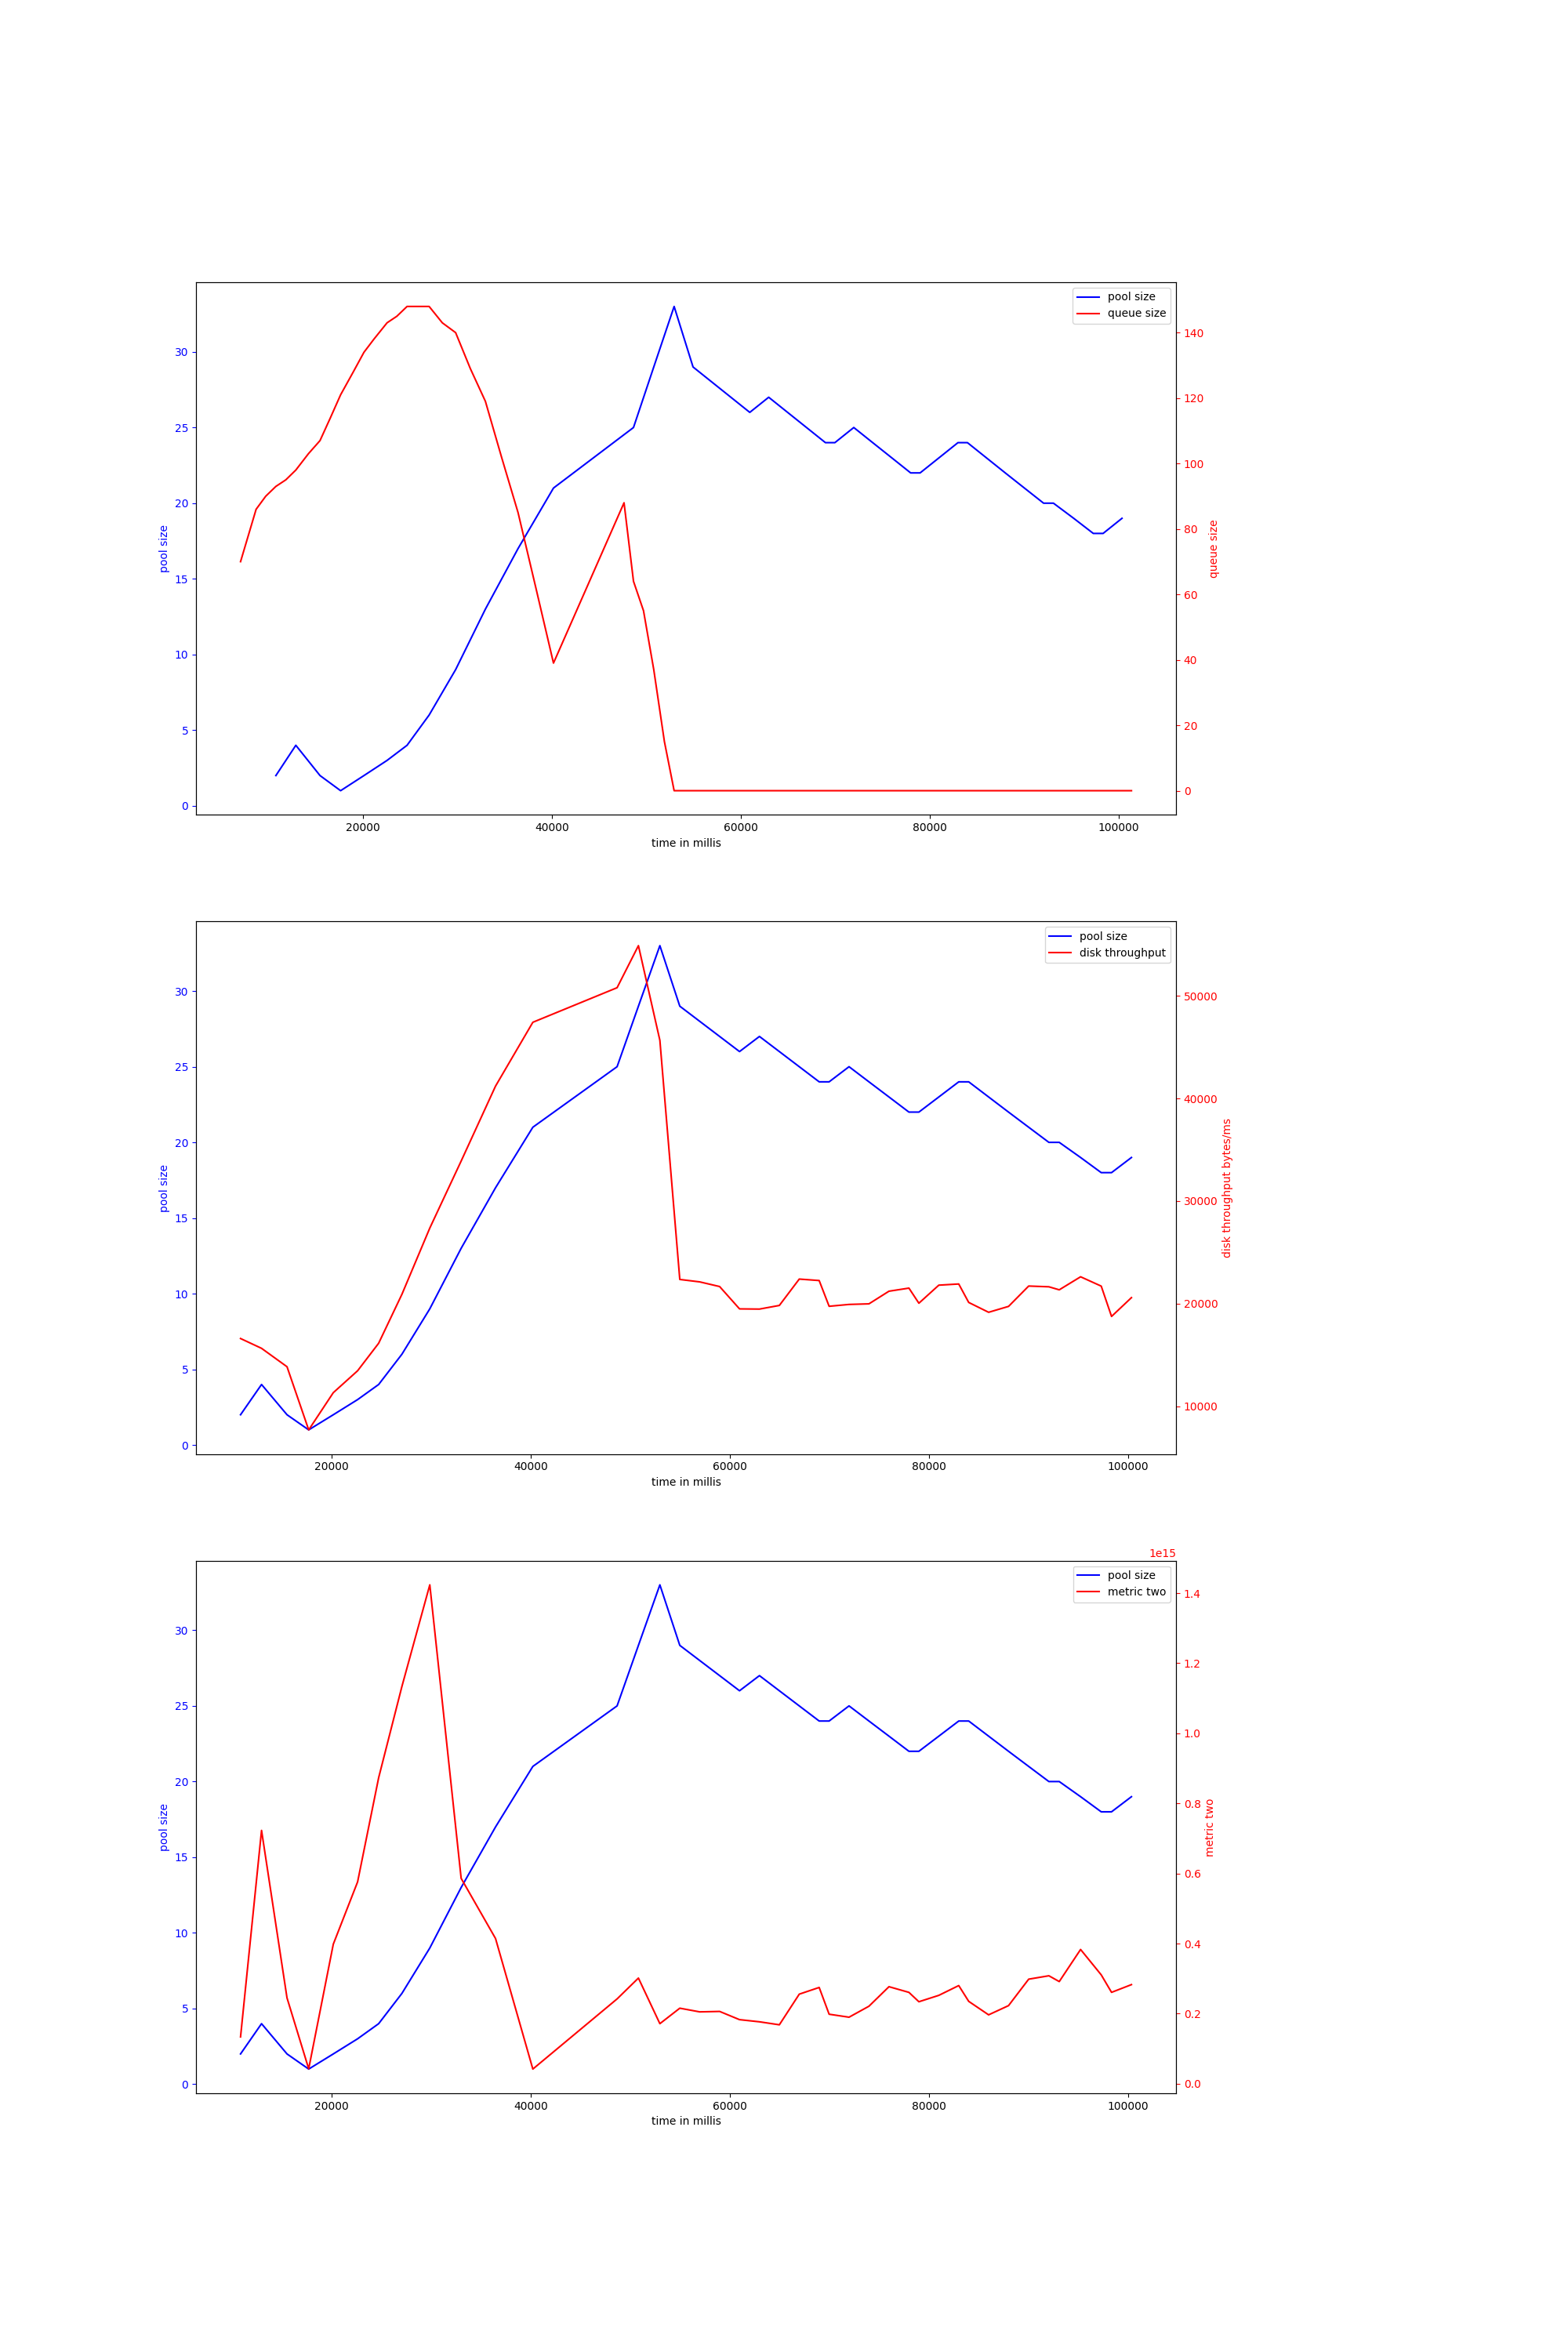 pool size
queue size
30
25
20
15
10
5
0
pool size
140
120
100
80
60
40
20
0
queue size
20000 40000 60000 80000 100000
time in millis
pool size
disk throughput
30
25
20
15
10
5
0
pool size
50000
40000
30000
20000
10000
disk throughput bytes/ms
20000 40000 60000 80000 100000
time in millis
1e15
pool size
metric two
30
25
20
15
10
5
0
pool size
1.4
1.2
1.0
0.8
0.6
0.4
0.2
0.0
metric two
20000 40000 60000 80000 100000
time in millis